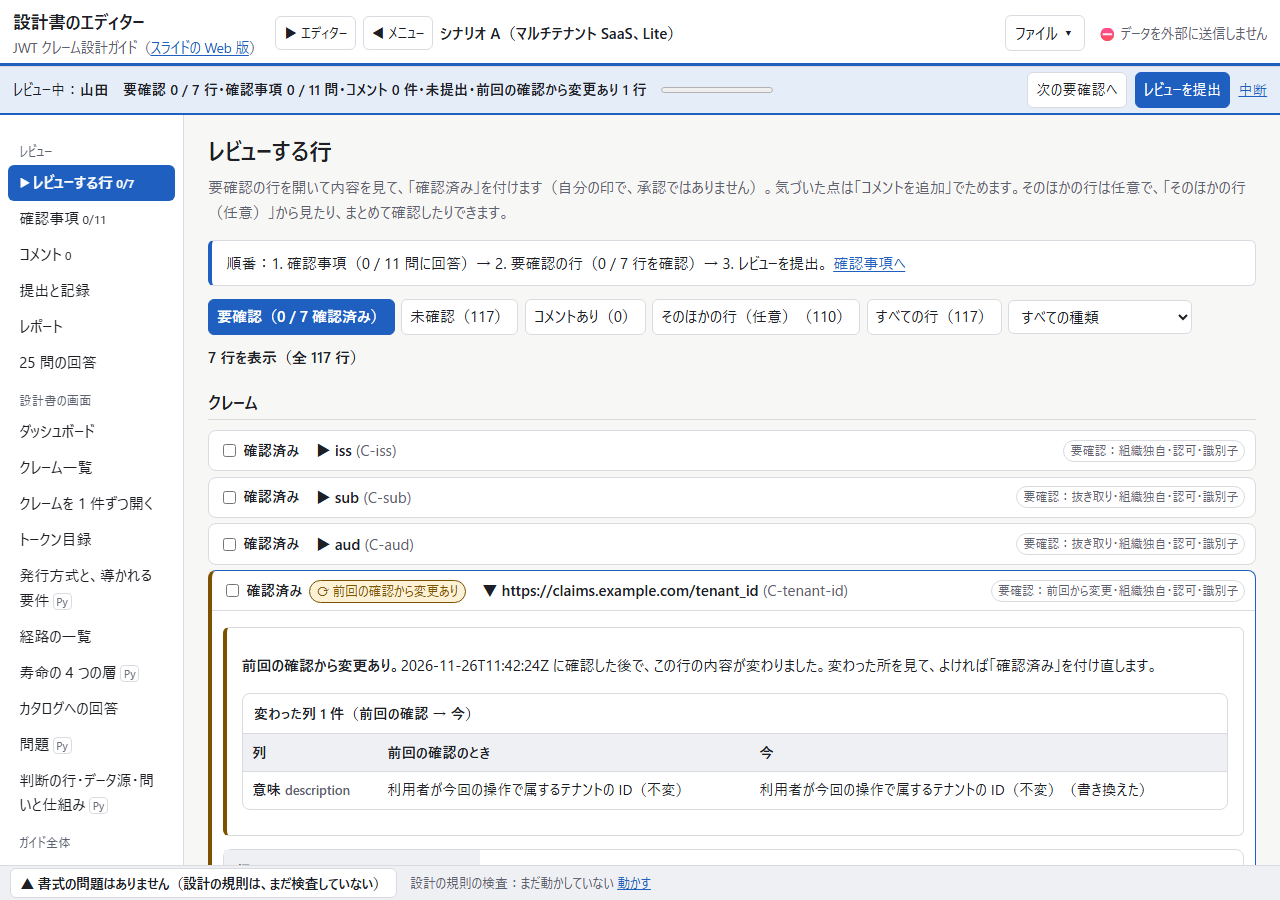 設計書のエディター
JWT クレーム設計ガイド（スライドの Web 版）
▶ エディター
◀ メニュー
シナリオ A（マルチテナント SaaS、Lite）
ファイル ▼
⛔ データを外部に送信しません
レビュー中：山田　要確認 0 / 7 行・確認事項 0 / 11 問・コメント 0 件・未提出・前回の確認から変更あり 1 行
次の要確認へ
レビューを提出
中断
レビュー
▶ レビューする行 0/7
確認事項 0/11
コメント 0
提出と記録
レポート
25 問の回答
設計書の画面
ダッシュボード
クレーム一覧
クレームを 1 件ずつ開く
トークン目録
発行方式と、導かれる
要件 Py
経路の一覧
寿命の 4 つの層 Py
カタログへの回答
問題 Py
判断の行・データ源・問
いと仕組み Py
ガイド全体
レビューする行
要確認の行を開いて内容を見て、「確認済み」を付けます（自分の印で、承認ではありません）。気づいた点は「コメントを追加」でためます。そのほかの行は任意で、「そのほかの行
（任意）」から見たり、まとめて確認したりできます。
順番：1. 確認事項（0 / 11 問に回答）→ 2. 要確認の行（0 / 7 行を確認）→ 3. レビューを提出。 確認事項へ
要確認（0 / 7 確認済み）
未確認（117）
コメントあり（0）
そのほかの行（任意）（110）
すべての行（117）
すべての種類
7 行を表示（全 117 行）
クレーム
確認済み ▶ iss (C-iss) 要確認：組織独自・認可・識別子
確認済み ▶ sub (C-sub) 要確認：抜き取り・組織独自・認可・識別子
確認済み ▶ aud (C-aud) 要確認：抜き取り・組織独自・認可・識別子
確認済み ⟳ 前回の確認から変更あり ▼ https://claims.example.com/tenant_id (C-tenant-id) 要確認：前回から変更・組織独自・認可・識別子
前回の確認から変更あり。2026-11-26T11:42:24Z に確認した後で、この行の内容が変わりました。変わった所を見て、よければ「確認済み」を付け直します。
変わった列 1 件（前回の確認 → 今）
列 前回の確認のとき 今
意味 description 利用者が今回の操作で属するテナントの ID（不変） 利用者が今回の操作で属するテナントの ID（不変）（書き換えた）
▲ 書式の問題はありません（設計の規則は、まだ検査していない）
設計の規則の検査：まだ動かしていない 動かす